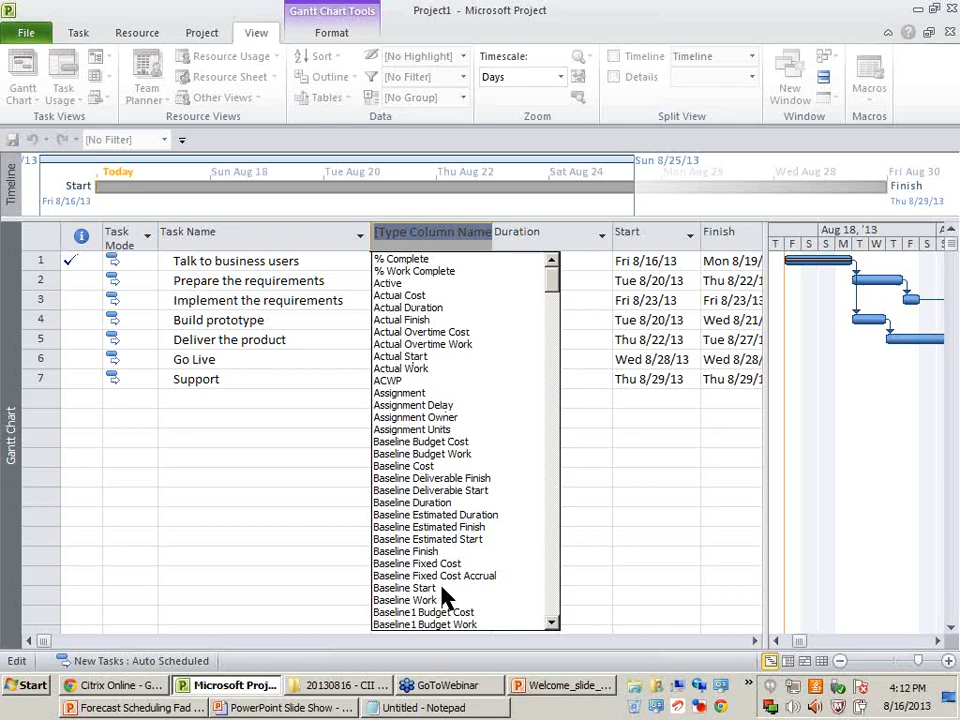 Gantt Chart Tools
Project1 - Microsoft Project
File Task Resource Project View Format
Gantt Chart
Task Usage
Task Views
Team Planner
Resource Usage
Resource Sheet
Other Views
Resource Views
Sort
Outline
Tables
[No Highlight]
[No Filter]
[No Group]
Data
Timescale:
Days
Zoom
Timeline Timeline
Details
Split View
New Window
Window
Macros
Macros
[No Filter]
Timeline
/13
Today Sun Aug 18 Tue Aug 20 Thu Aug 22 Sat Aug 24 Sun 8/25/13 Mon Aug 26 Wed Aug 28 Fri Aug 30
Start
Fri 8/16/13
Finish
Thu 8/29/13
Gantt Chart
Task Mode Task Name [Type Column Name Duration Start Finish
Aug 18, '13
T F S S M T W T F S S
1 Talk to business users Fri 8/16/13 Mon 8/19/
2 Prepare the requirements Tue 8/20/13 Thu 8/22/1
3 Implement the requirements Fri 8/23/13 Fri 8/23/13
4 Build prototype Tue 8/20/13 Wed 8/21/
5 Deliver the product Thu 8/22/13 Tue 8/27/1
6 Go Live Wed 8/28/13 Wed 8/28/
7 Support Thu 8/29/13 Thu 8/29/1
% Complete
% Work Complete
Active
Actual Cost
Actual Duration
Actual Finish
Actual Overtime Cost
Actual Overtime Work
Actual Start
Actual Work
ACWP
Assignment
Assignment Delay
Assignment Owner
Assignment Units
Baseline Budget Cost
Baseline Budget Work
Baseline Cost
Baseline Deliverable Finish
Baseline Deliverable Start
Baseline Duration
Baseline Estimated Duration
Baseline Estimated Finish
Baseline Estimated Start
Baseline Finish
Baseline Fixed Cost
Baseline Fixed Cost Accrual
Baseline Start
Baseline Work
Baseline1 Budget Cost
Baseline1 Budget Work
Edit New Tasks : Auto Scheduled
Start Citrix Online - G... Microsoft Proj... 20130816 - CII ... GoToWebinar Welcome_slide_...
Forecast Scheduling Fad ... PowerPoint Slide Show - ... Untitled - Notepad
4:12 PM
8/16/2013